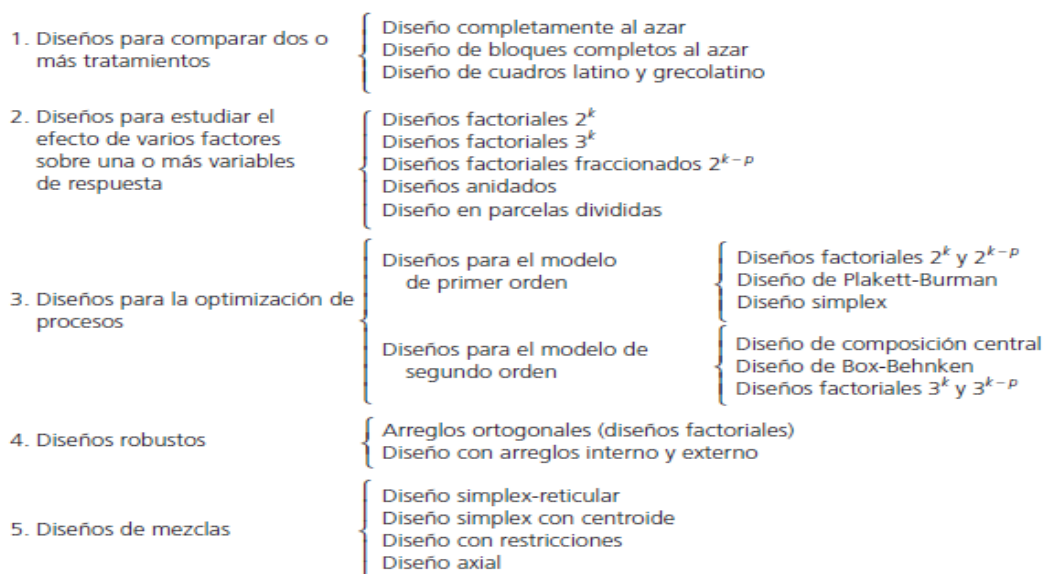 1. Diseños para comparar dos o
más tratamientos
Diseño completamente al azar
Diseño de bloques completos al azar
Diseño de cuadros latino y grecolatino
2. Diseños para estudiar el
efecto de varios factores
sobre una o más variables
de respuesta
Diseños factoriales 2^k
Diseños factoriales 3^k
Diseños factoriales fraccionados 2^{k−p}
Diseños anidados
Diseño en parcelas divididas
3. Diseños para la optimización de
procesos
Diseños para el modelo
de primer orden
Diseños factoriales 2^k y 2^{k−p}
Diseño de Plakett-Burman
Diseño simplex
Diseños para el modelo de
segundo orden
Diseño de composición central
Diseño de Box-Behnken
Diseños factoriales 3^k y 3^{k−p}
4. Diseños robustos
Arreglos ortogonales (diseños factoriales)
Diseño con arreglos interno y externo
5. Diseños de mezclas
Diseño simplex-reticular
Diseño simplex con centroide
Diseño con restricciones
Diseño axial